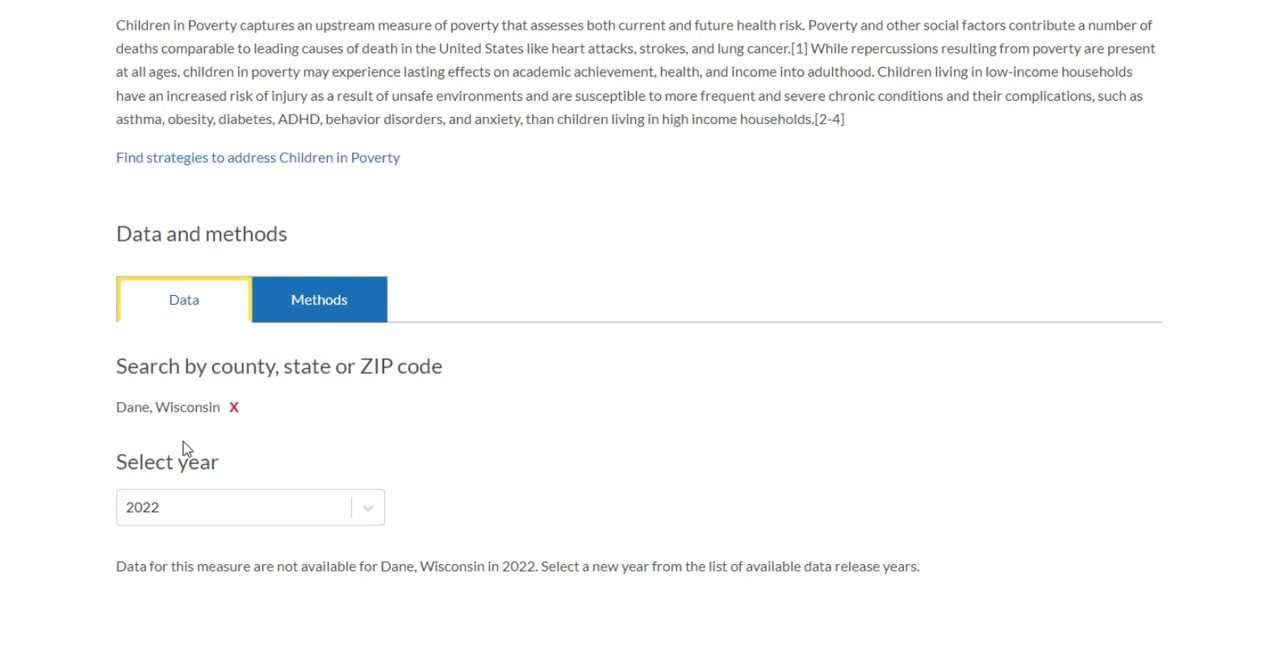 Children in Poverty captures an upstream measure of poverty that assesses both current and future health risk. Poverty and other social factors contribute a number of
deaths comparable to leading causes of death in the United States like heart attacks, strokes, and lung cancer.[1] While repercussions resulting from poverty are present
at all ages, children in poverty may experience lasting effects on academic achievement, health, and income into adulthood. Children living in low-income households
have an increased risk of injury as a result of unsafe environments and are susceptible to more frequent and severe chronic conditions and their complications, such as
asthma, obesity, diabetes, ADHD, behavior disorders, and anxiety, than children living in high income households.[2-4]
Find strategies to address Children in Poverty
Data and methods
Data Methods
Search by county, state or ZIP code
Dane, Wisconsin X
Select year
2022
Data for this measure are not available for Dane, Wisconsin in 2022. Select a new year from the list of available data release years.